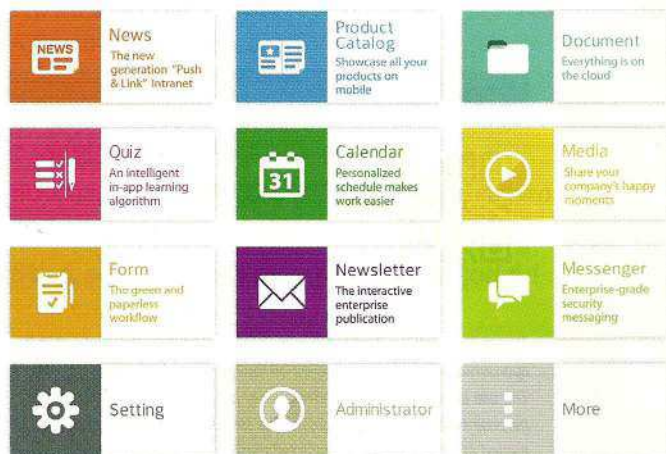 NEWS
News
The new
generation "Push
& Link" Intranet
Product
Catalog
Showcase all your
products on
mobile
Document
Everything is on
the cloud
Quiz
An intelligent
in-app learning
algorithm
31
Calendar
Personalized
schedule makes
work easier
Media
Share your
company's happy
moments
Form
The green and
paperless
workflow
Newsletter
The interactive
enterprise
publication
Messenger
Enterprise-grade
security
messaging
Setting
Administrator
More